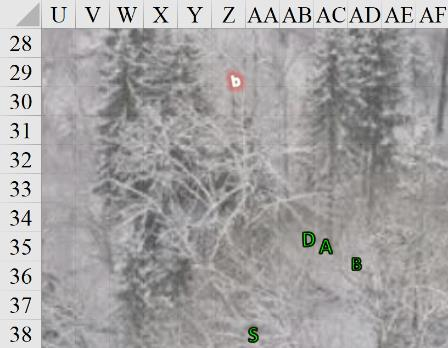 U V W X Y Z AA AB AC AD AE AF
28
29 b
30
31
32
33
34
35 D A
36 B
37
38 S